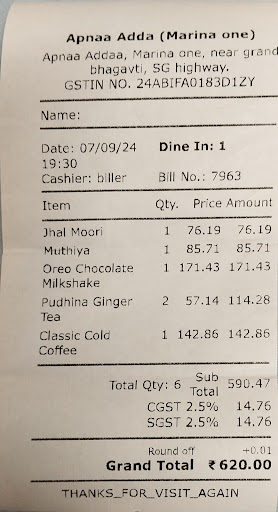 Apnaa Adda (Marina one)
Apnaa Addaa, Marina one, near grand
bhagavti, SG highway.
GSTIN NO. 24ABIFA0183D1ZY
Name:
Date: 07/09/24 Dine In: 1
19:30
Cashier: biller Bill No.: 7963
Item Qty. Price Amount
Jhal Moori 1 76.19 76.19
Muthiya 1 85.71 85.71
Oreo Chocolate 1 171.43 171.43
Milkshake
Pudhina Ginger 2 57.14 114.28
Tea
Classic Cold 1 142.86 142.86
Coffee
Total Qty: 6 Sub Total 590.47
CGST 2.5% 14.76
SGST 2.5% 14.76
Round off +0.01
Grand Total ₹620.00
THANKS_FOR_VISIT_AGAIN